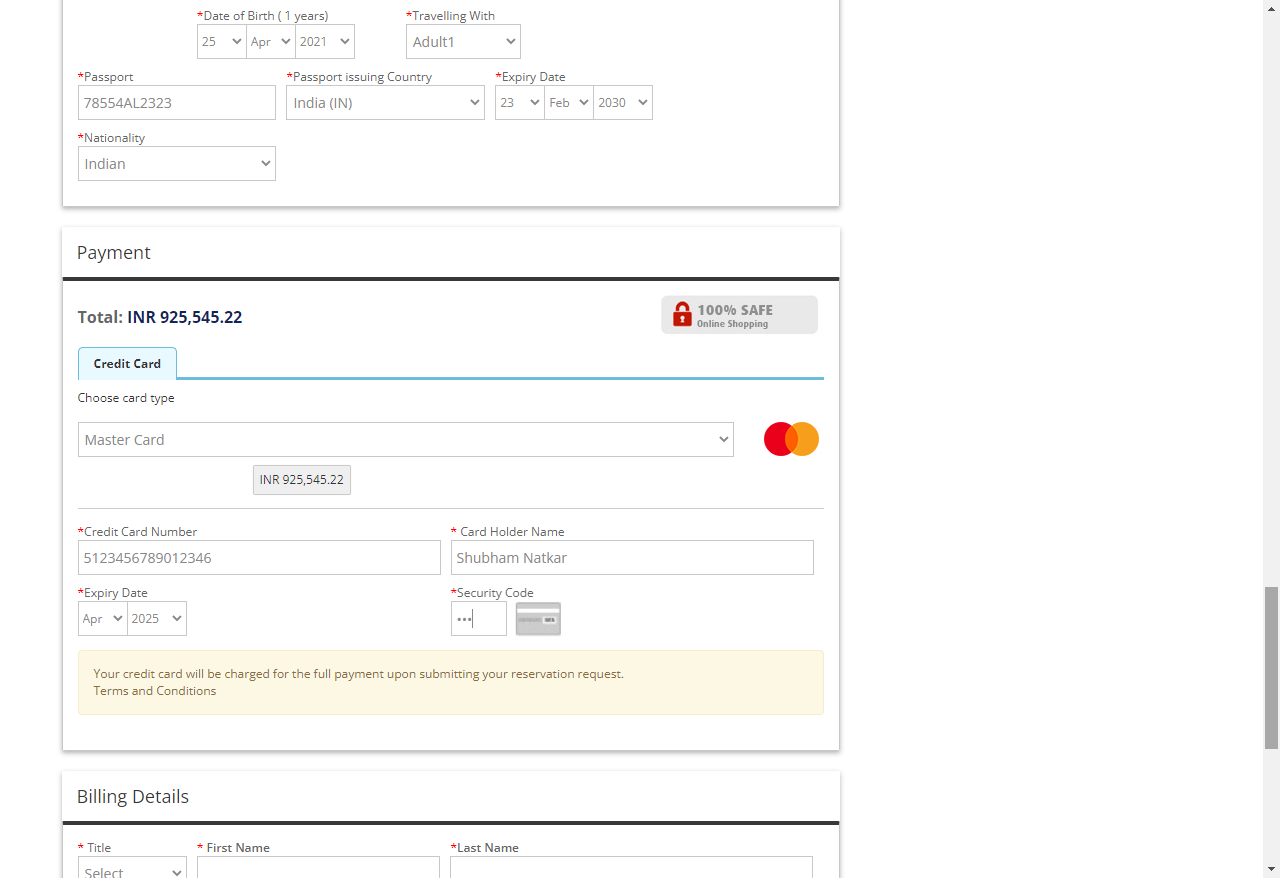 *Date of Birth ( 1 years) *Travelling With
25 Apr 2021 Adult1
*Passport *Passport issuing Country *Expiry Date
78554AL2323 India (IN) 23 Feb 2030
*Nationality
Indian
Payment
Total: INR 925,545.22
100% SAFE
Online Shopping
Credit Card
Choose card type
Master Card
INR 925,545.22
*Credit Card Number * Card Holder Name
5123456789012346 Shubham Natkar
*Expiry Date *Security Code
Apr 2025 •••
Your credit card will be charged for the full payment upon submitting your reservation request.
Terms and Conditions
Billing Details
* Title * First Name *Last Name
Select